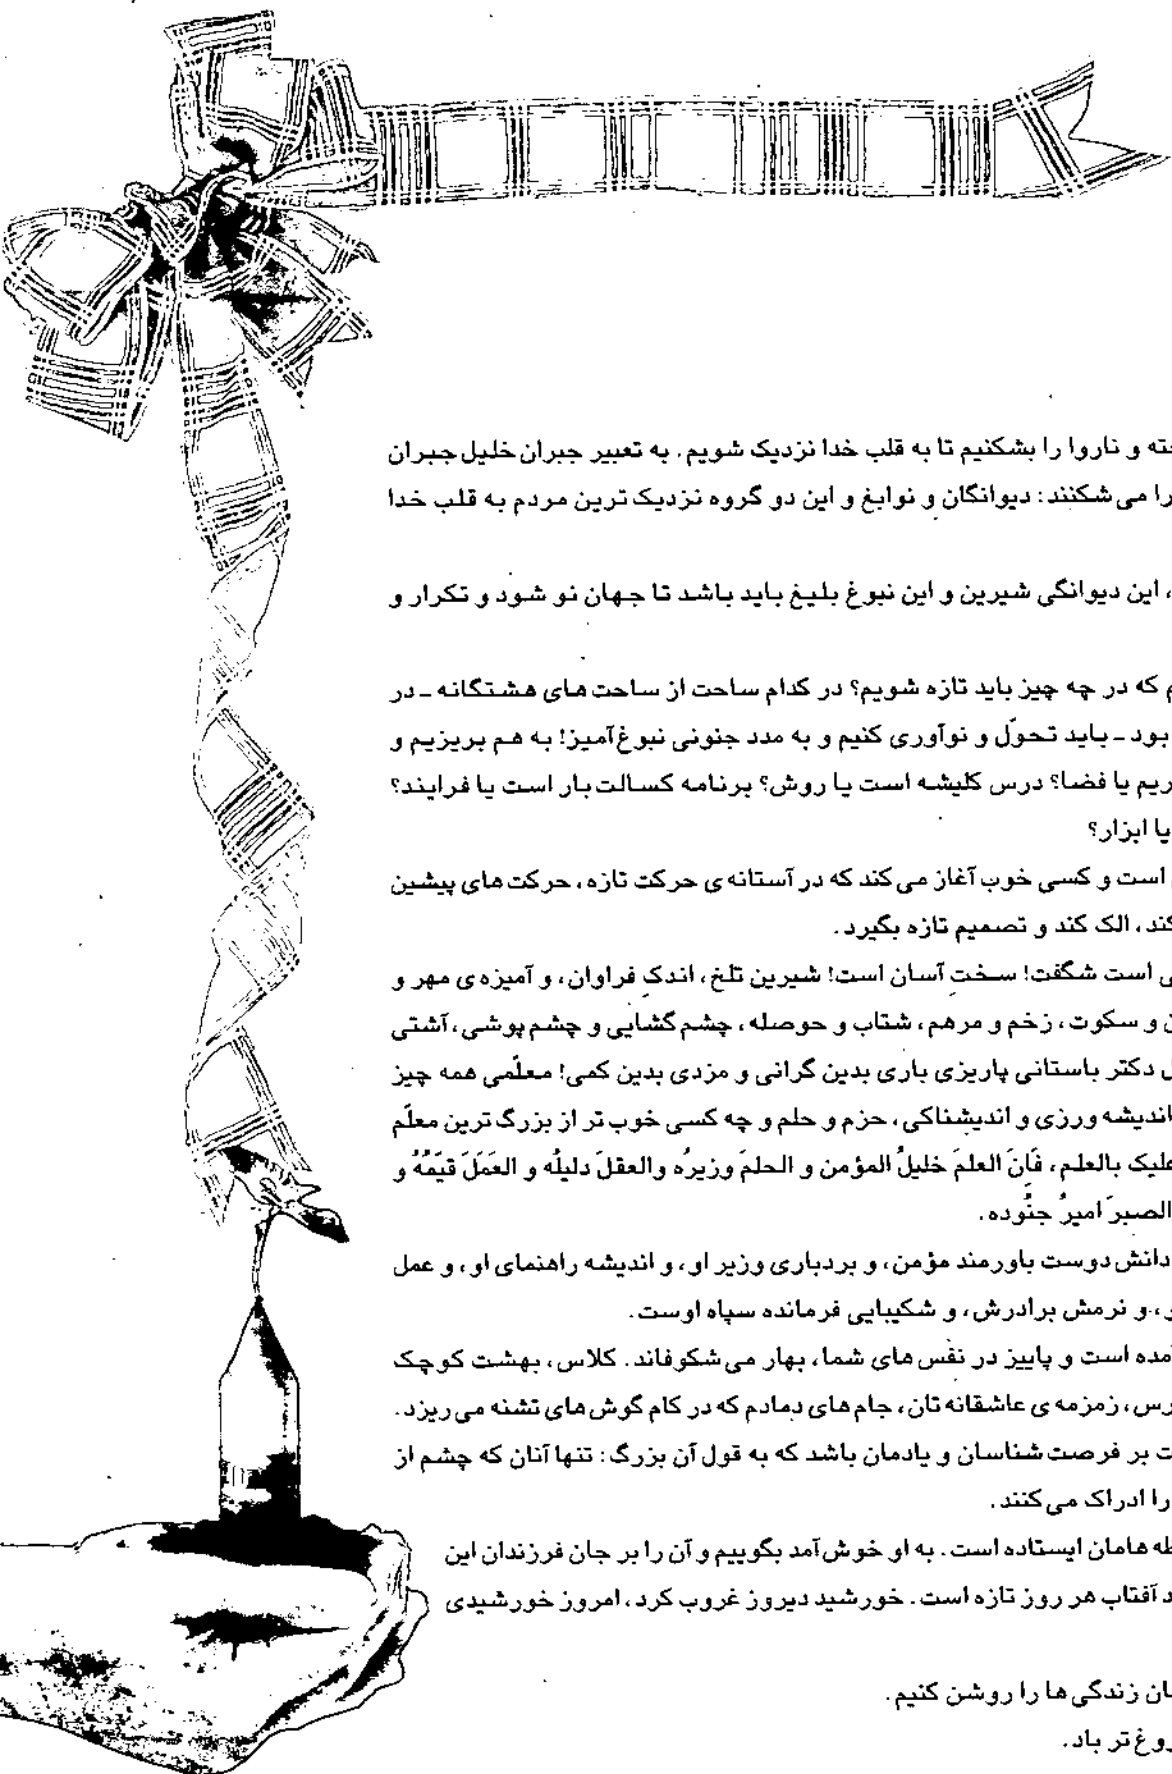 ته و ناروا را بشکنیم تا به قلب خدا نزدیک شویم. به تعبیر جبران خلیل جبران
را می شکنند: دیوانگان و نوابغ و این دو گروه نزدیک ترین مردم به قلب خدا
، این دیوانگی شیرین و این نبوغ بلیغ باید باشد تا جهان نو شود و تکرار و
م که در چه چیز باید تازه شویم؟ در کدام ساحت از ساحت های هشتگانه ـ در
بود ـ باید تحوّل و نوآوری کنیم و به مدد جنونی نبوغ آمیز! به هم بریزیم و
ریم یا فضا؟ درس کلیشه است یا روش؟ برنامه کسالت بار است یا فرایند؟
یا ابزار؟
است و کسی خوب آغاز می کند که در آستانه ی حرکت تازه، حرکت های پیشین
کند، الک کند و تصمیم تازه بگیرد.
ی است شگفت! سختِ آسان است! شیرین تلخ، اندکِ فراوان، و آمیزه ی مهر و
ن و سکوت، زخم و مرهم، شتاب و حوصله، چشم گشایی و چشم پوشی، آشتی
ل دکتر باستانی پاریزی باری بدین گرانی و مزدی بدین کمی! معلّمی همه چیز
اندیشه ورزی و اندیشناکی، حزم و حلم و چه کسی خوب تر از بزرگ ترین معلّم
علیک بالعلم، فَاِنَ العلمَ خلیلُ المؤمن و الحلمَ وزیرُه والعقلَ دلیلُه و العَمَلَ قیَمُهُ و
الصبرَ امیرُ جنُوده.
دانش دوست باورمند مؤمن، و بردباری وزیر او، و اندیشه راهنمای او، و عمل
و، و نرمش برادرش، و شکیبایی فرمانده سپاه اوست.
آمده است و پاییز در نفَس های شما، بهار می شکوفاند. کلاس، بهشت کوچک
رس، زمزمه ی عاشقانه تان، جام های دمادم که در کام گوش های تشنه می ریزد.
ت بر فرصت شناسان و یادمان باشد که به قول آن بزرگ: تنها آنان که چشم از
را ادراک می کنند.
ظه هامان ایستاده است. به او خوش آمد بگوییم و آن را بر جان فرزندان این
د آفتاب هر روز تازه است. خورشید دیروز غروب کرد، امروز خورشیدی
ان زندگی ها را روشن کنیم.
روغ تر باد.